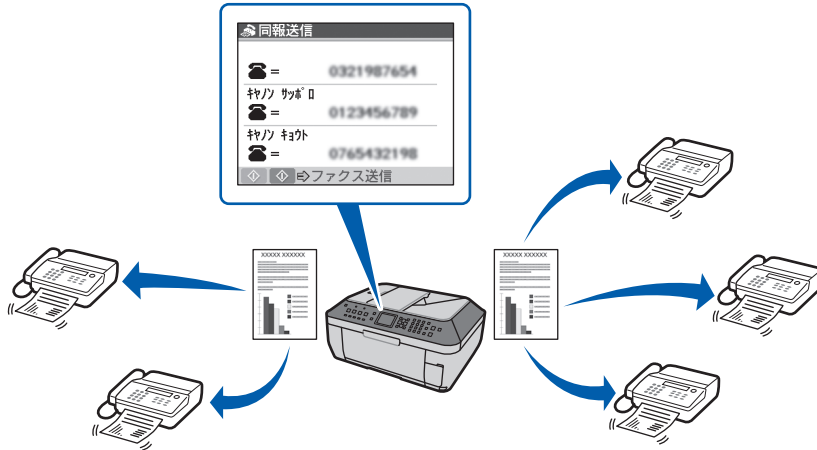 同報送信
= 0321987654
ｷﾔﾉﾝ ｻｯﾎﾟﾛ
= 0123456789
ｷﾔﾉﾝ ｷｮｳﾄ
= 0765432198
⇨ファクス送信
XXXXX XXXXXX
XXXXX XXXXXX